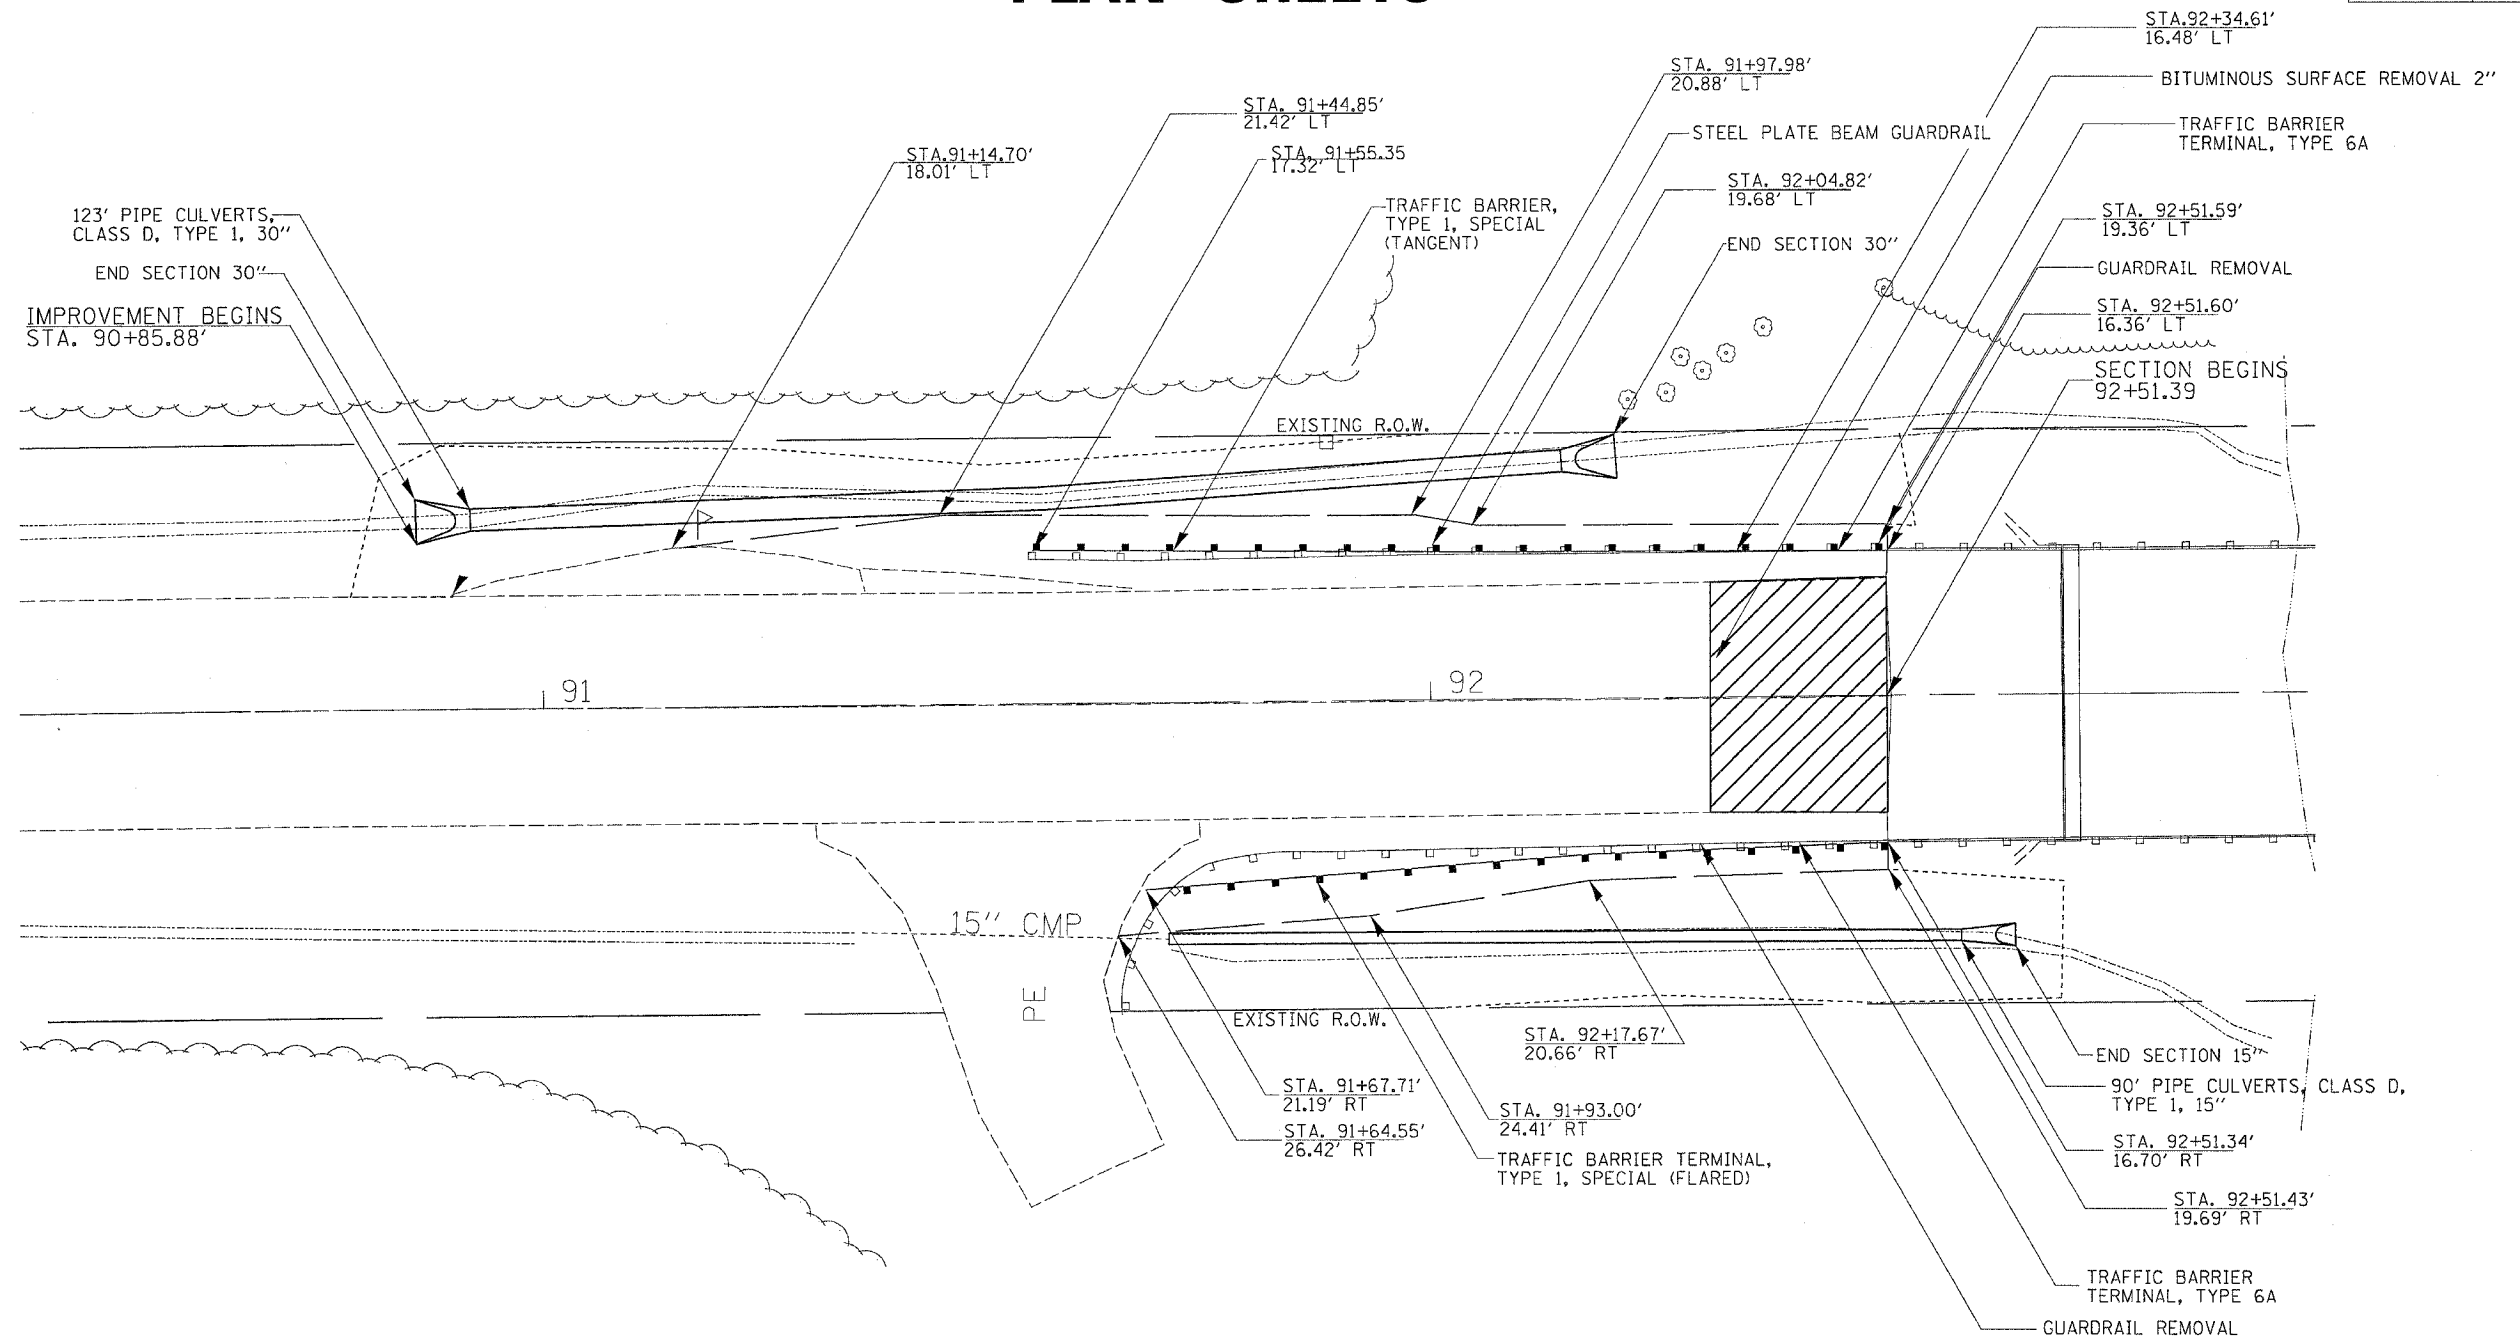 STA.92+34.61'
16.48' LT
STA. 91+97.98'
20.88' LT
BITUMINOUS SURFACE REMOVAL 2"
STA. 91+44.85'
21.42' LT
STEEL PLATE BEAM GUARDRAIL
TRAFFIC BARRIER
TERMINAL, TYPE 6A
STA.91+14.70'
18.01' LT
STA. 91+55.35
17.32' LT
STA. 92+04.82'
19.68' LT
123' PIPE CULVERTS,
CLASS D, TYPE 1, 30"
TRAFFIC BARRIER,
TYPE 1, SPECIAL
(TANGENT)
STA. 92+51.59'
19.36' LT
END SECTION 30"
END SECTION 30"
GUARDRAIL REMOVAL
IMPROVEMENT BEGINS
STA. 90+85.88'
STA. 92+51.60'
16.36' LT
SECTION BEGINS
92+51.39
EXISTING R.O.W.
91
92
15" CMP
PE
EXISTING R.O.W.
STA. 92+17.67'
20.66' RT
END SECTION 15"
STA. 91+67.71'
21.19' RT
90' PIPE CULVERTS, CLASS D,
TYPE 1, 15"
STA. 91+93.00'
24.41' RT
STA. 91+64.55'
26.42' RT
STA. 92+51.34'
16.70' RT
TRAFFIC BARRIER TERMINAL,
TYPE 1, SPECIAL (FLARED)
STA. 92+51.43'
19.69' RT
TRAFFIC BARRIER
TERMINAL, TYPE 6A
GUARDRAIL REMOVAL